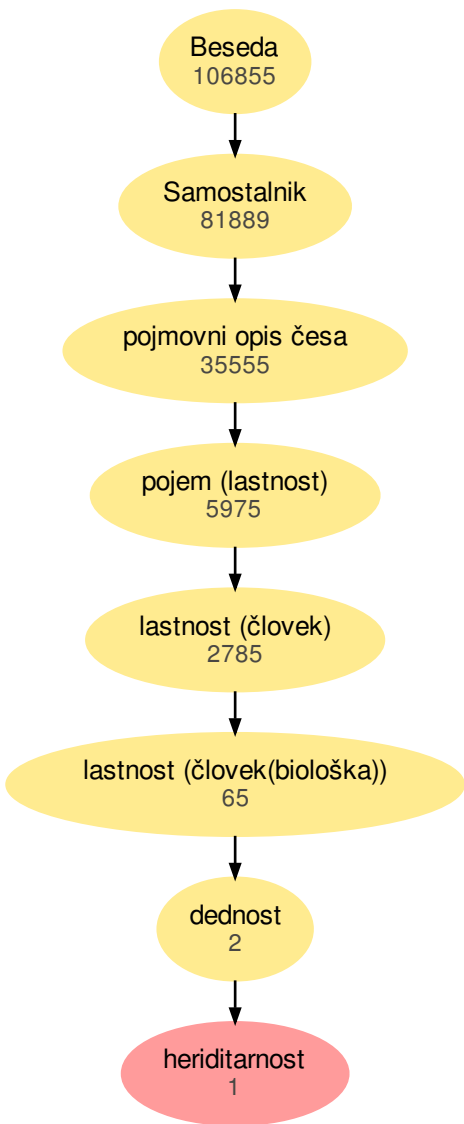 Beseda
106855
Samostalnik
81889
pojmovni opis česa
35555
pojem (lastnost)
5975
lastnost (človek)
2785
lastnost (človek(biološka))
65
dednost
2
heriditarnost
1